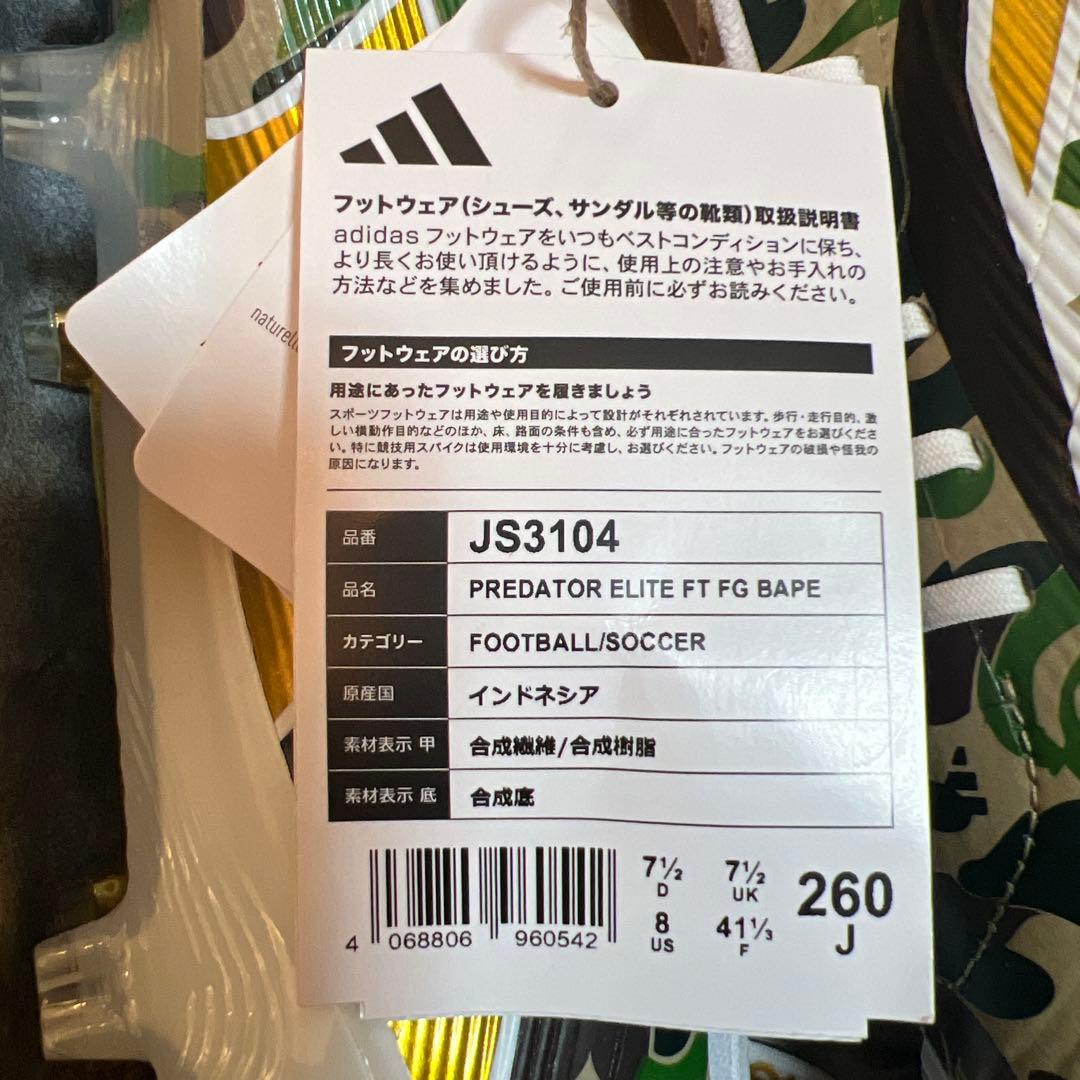 フットウェア(シューズ、サンダル等の靴類)取扱説明書
adidas フットウェアをいつもベストコンディションに保ち、
より長くお使い頂けるように、使用上の注意やお手入れの
方法などを集めました。ご使用前に必ずお読みください。
フットウェアの選び方
用途にあったフットウェアを履きましょう
スポーツフットウェアは用途や使用目的によって設計がそれぞれされています。歩行・走行目的、激
しい横動作目的などのほか、床、路面の条件も含め、必ず用途に合ったフットウェアをお選びくださ
い。特に競技用スパイクは使用環境を十分に考慮し、お選びください。フットウェアの破損や怪我の
原因になります。
品番 JS3104
品名 PREDATOR ELITE FT FG BAPE
カテゴリー FOOTBALL/SOCCER
原産国 インドネシア
素材表示 甲 合成繊維/合成樹脂
素材表示 底 合成底
4 068806 960542
7½ D 7½ UK
8 US 41⅓ F
260 J